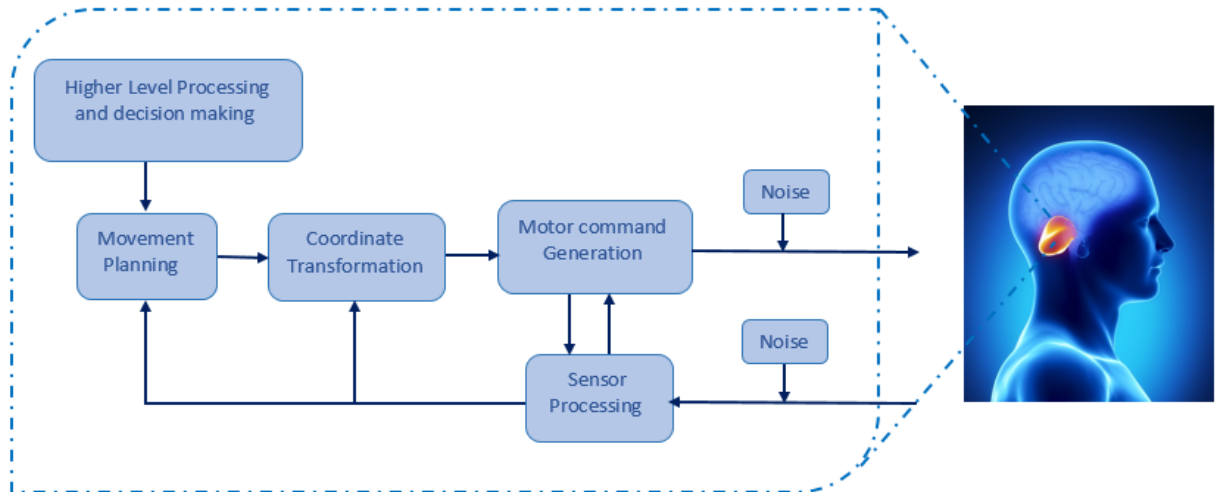 Higher Level Processing
and decision making
Noise
Movement
Planning
Coordinate
Transformation
Motor command
Generation
Noise
Sensor
Processing